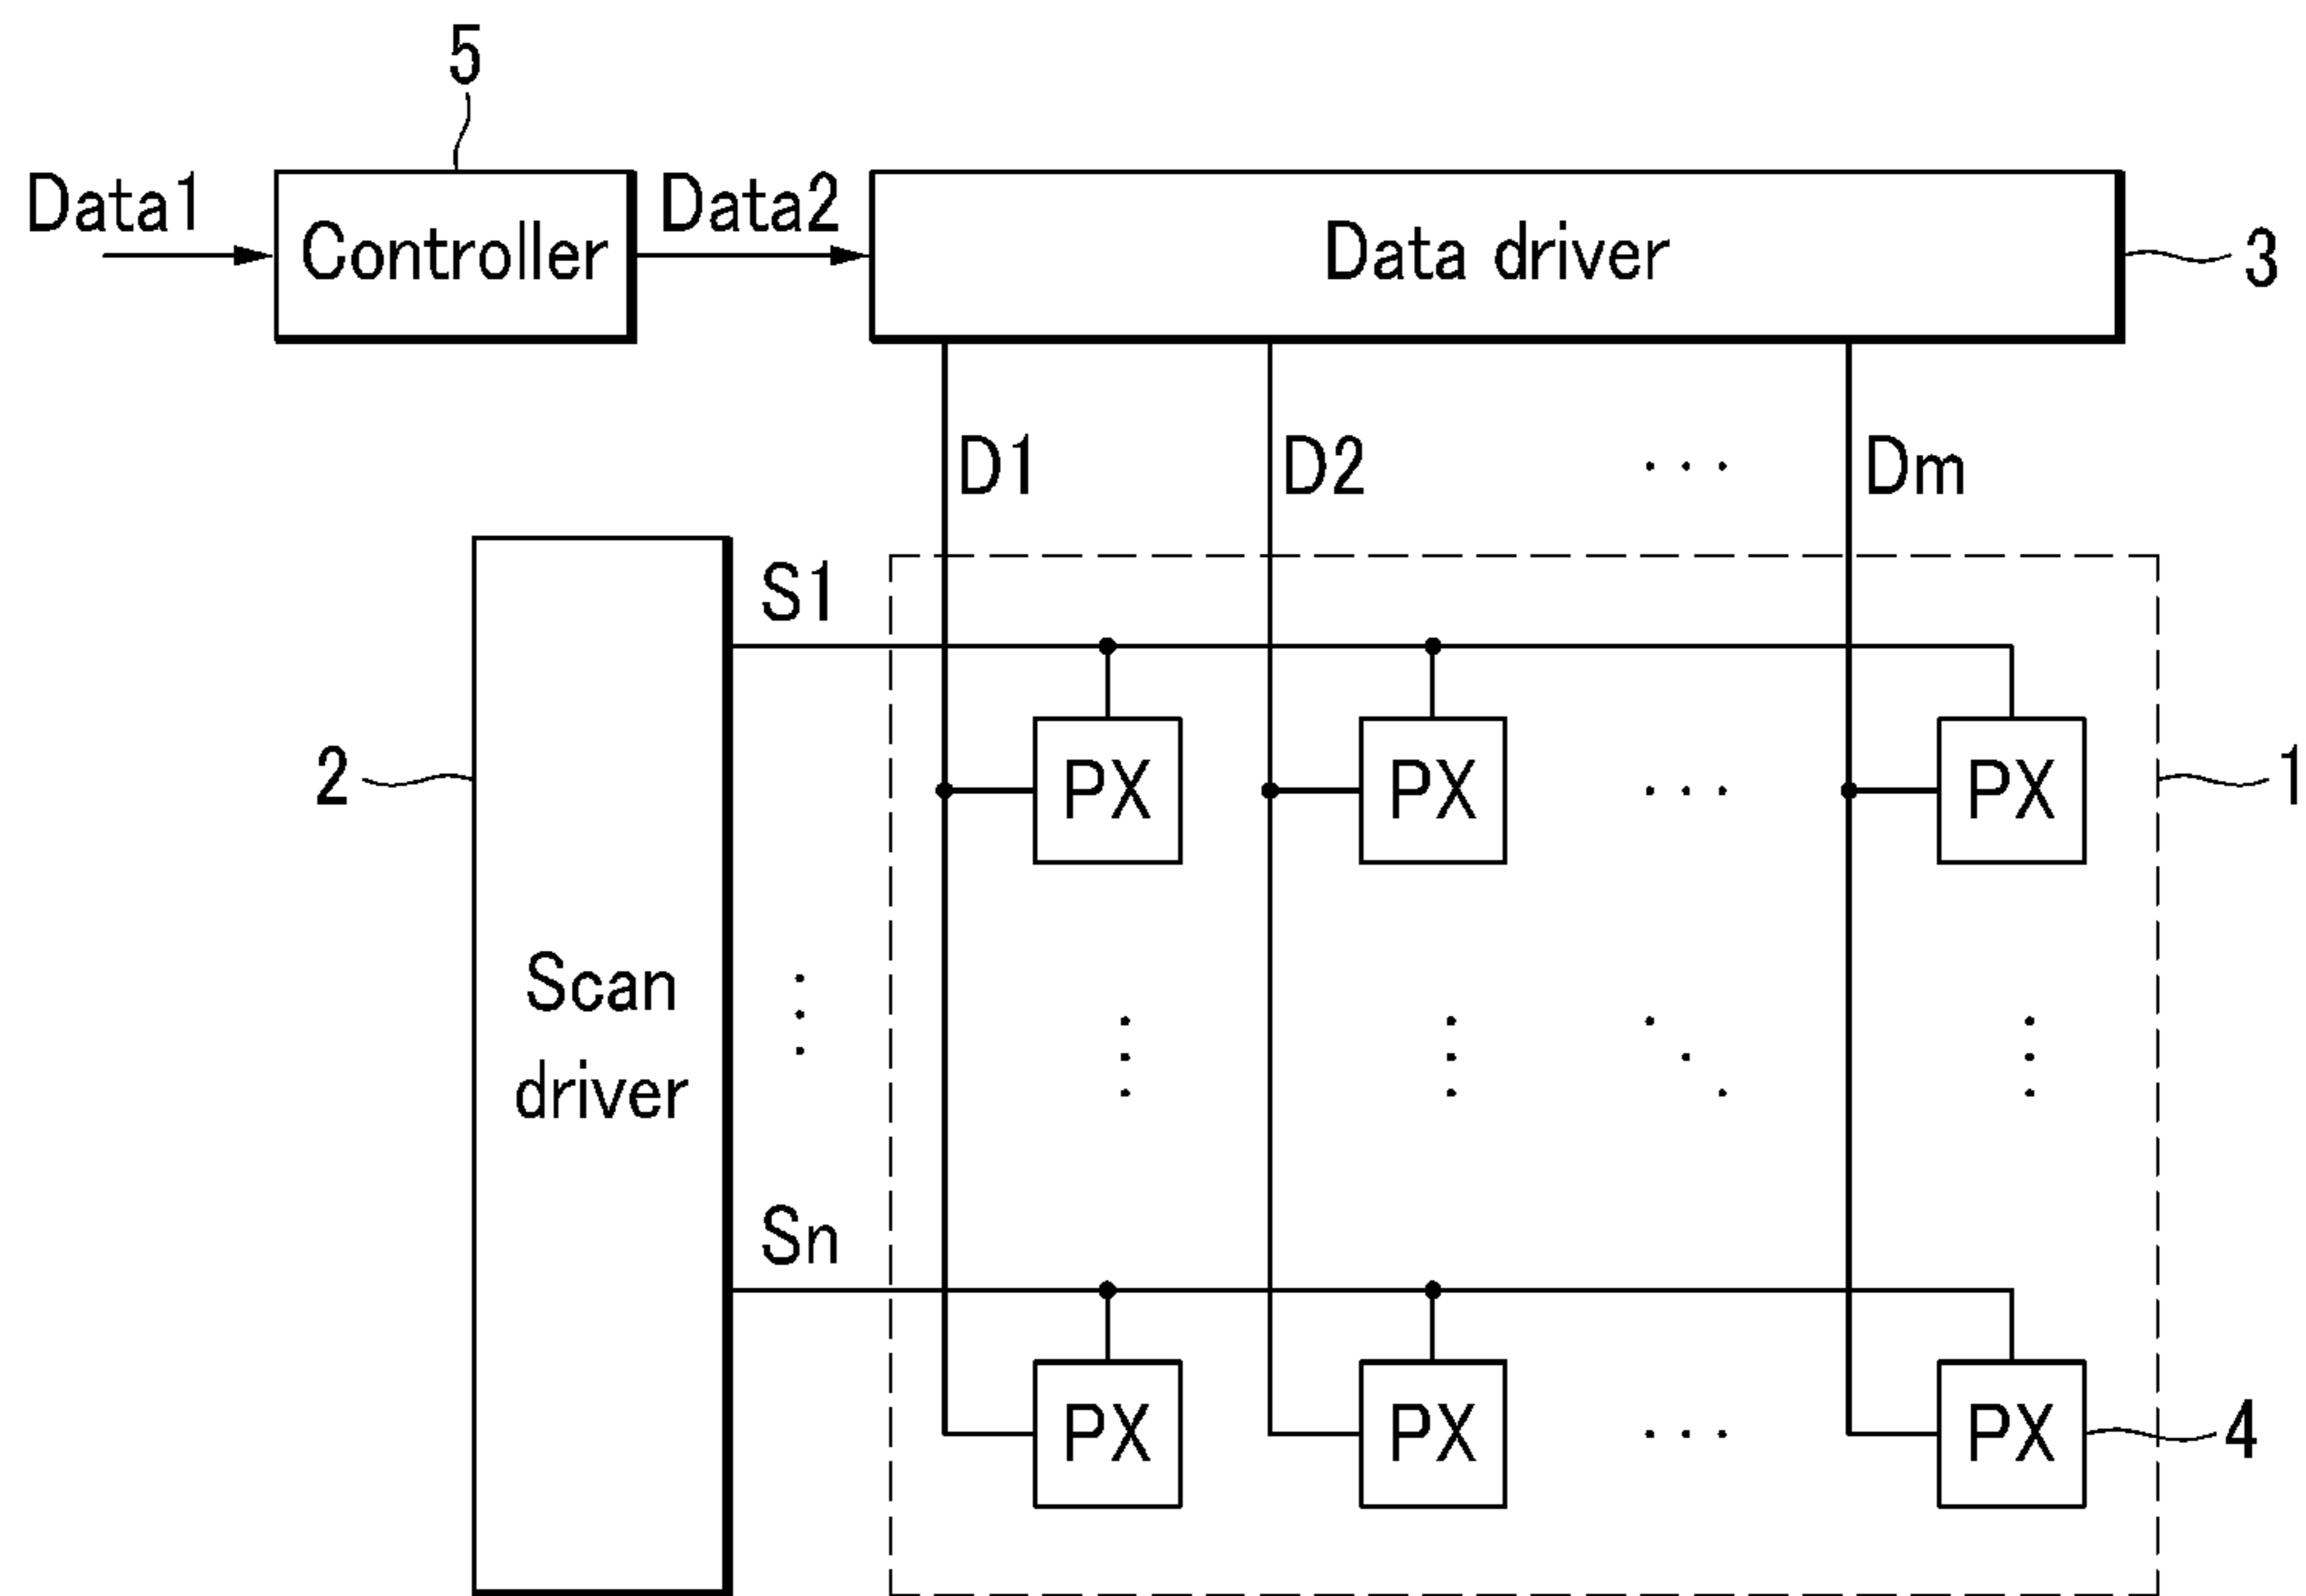 5
Data1
Controller
Data2
Data driver
3
D1
D2
...
Dm
S1
2
PX
PX
...
PX
1
Scan
driver
Sn
PX
PX
...
PX
4